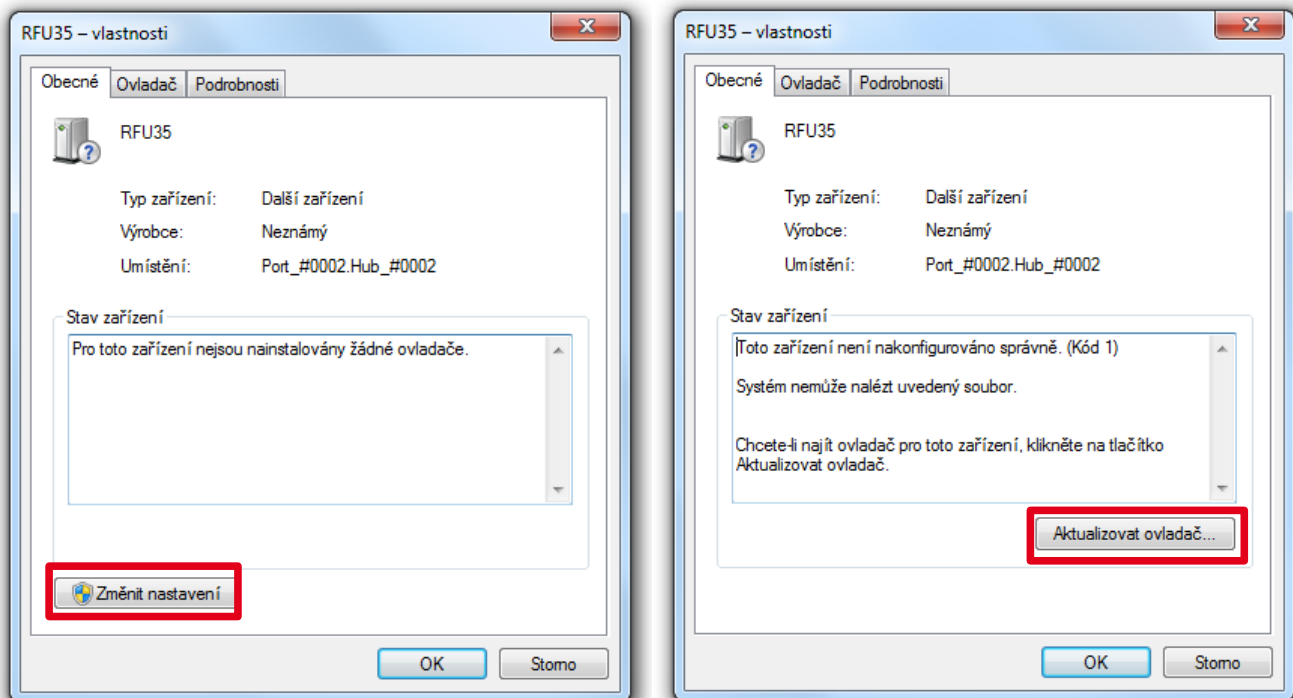 RFU35 – vlastnosti
Obecné Ovladač Podrobnosti
RFU35
Typ zařízení: Další zařízení
Výrobce: Neznámý
Umístění: Port_#0002.Hub_#0002
Stav zařízení
Pro toto zařízení nejsou nainstalovány žádné ovladače.
Změnit nastavení
OK Storno
RFU35 – vlastnosti
Obecné Ovladač Podrobnosti
RFU35
Typ zařízení: Další zařízení
Výrobce: Neznámý
Umístění: Port_#0002.Hub_#0002
Stav zařízení
Toto zařízení není nakonfigurováno správně. (Kód 1)
Systém nemůže nalézt uvedený soubor.
Chcete-li najít ovladač pro toto zařízení, klikněte na tlačítko
Aktualizovat ovladač.
Aktualizovat ovladač...
OK Storno